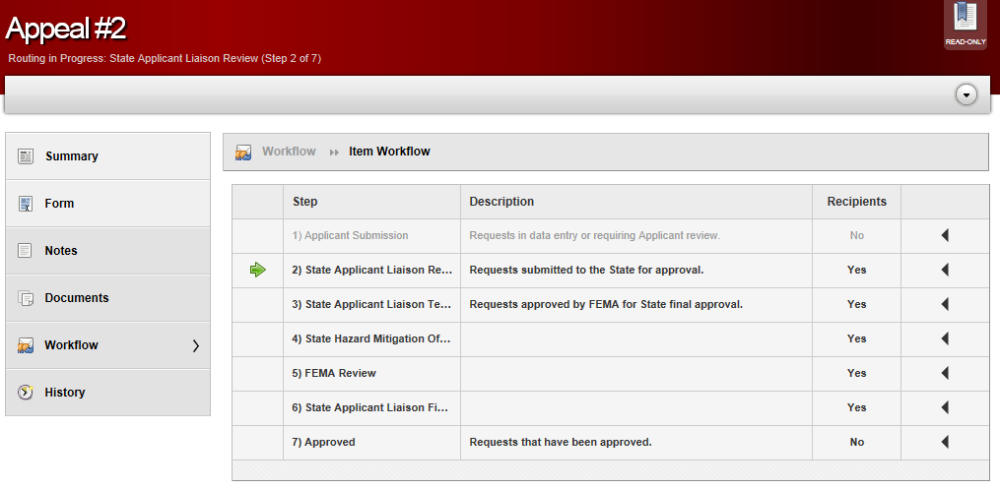 Appeal #2
READ-ONLY
Routing in Progress: State Applicant Liaison Review (Step 2 of 7)
Summary
Form
Notes
Documents
Workflow
History
Workflow Item Workflow
Step Description Recipients
1) Applicant Submission Requests in data entry or requiring Applicant review. No
2) State Applicant Liaison Re... Requests submitted to the State for approval. Yes
3) State Applicant Liaison Te... Requests approved by FEMA for State final approval. Yes
4) State Hazard Mitigation Of... Yes
5) FEMA Review Yes
6) State Applicant Liaison Fi... Yes
7) Approved Requests that have been approved. No